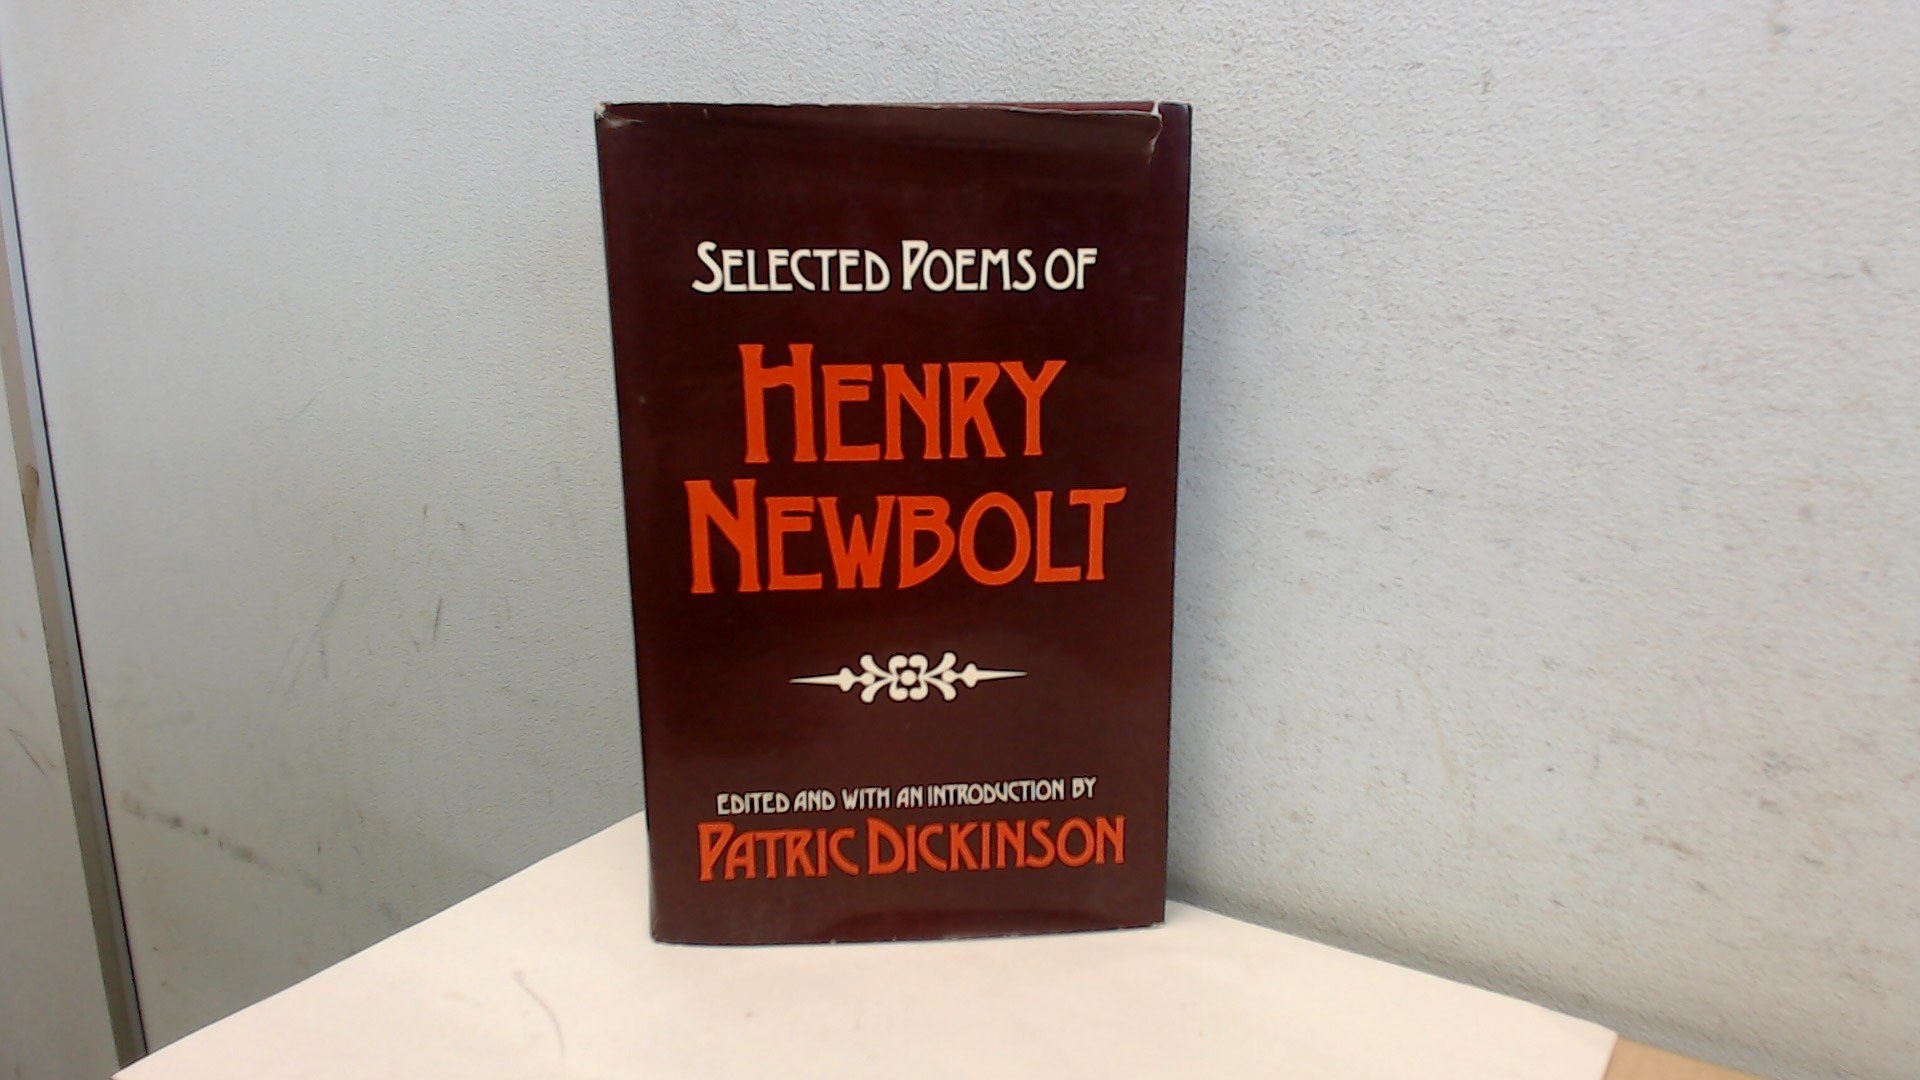 SELECTED POEMS OF
HENRY
NEWBOLT
EDITED AND WITH AN INTRODUCTION BY
PATRIC DICKINSON